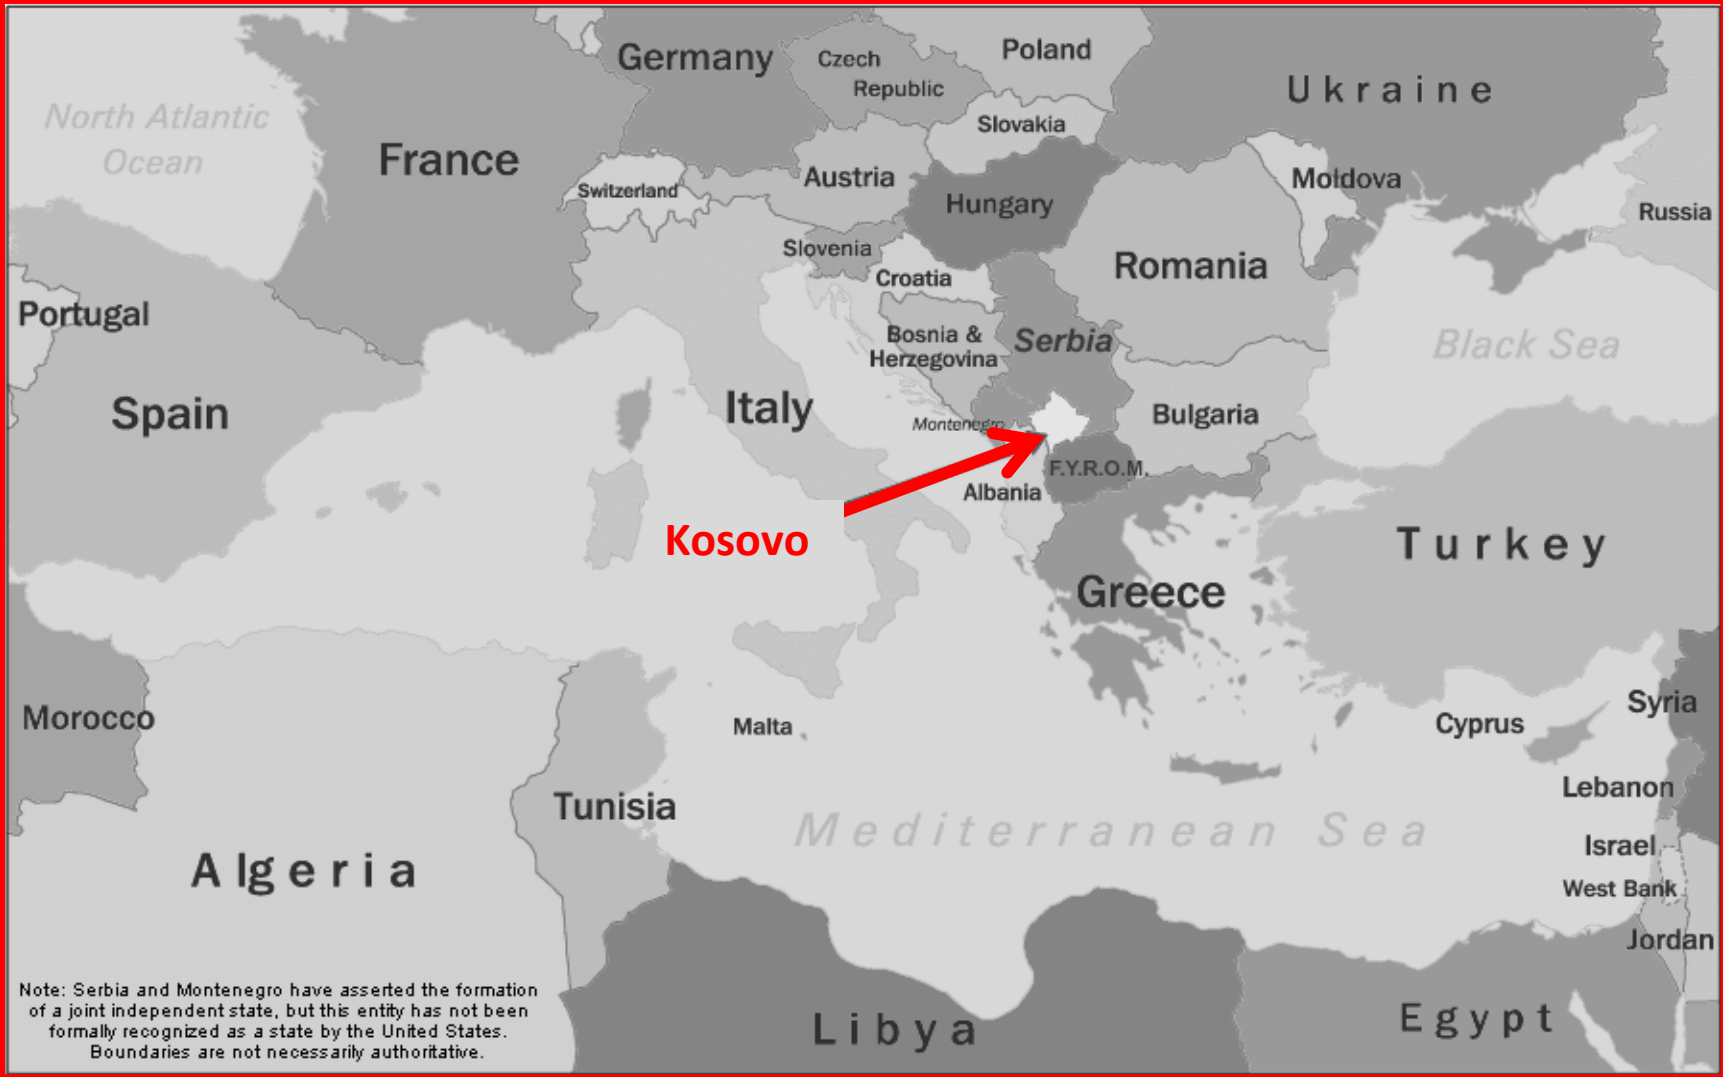 Germany
Czech
Republic
Poland
Ukraine
North Atlantic
Ocean
France
Slovakia
Switzerland
Austria
Hungary
Moldova
Russia
Slovenia
Croatia
Romania
Portugal
Bosnia &
Herzegovina
Serbia
Black Sea
Spain
Italy
Montenegro
Bulgaria
F.Y.R.O.M.
Albania
Kosovo
Turkey
Greece
Morocco
Malta
Cyprus
Syria
Tunisia
Lebanon
Mediterranean Sea
Israel
West Bank
Algeria
Jordan
Libya
Egypt
Note: Serbia and Montenegro have asserted the formation
of a joint independent state, but this entity has not been
formally recognized as a state by the United States.
Boundaries are not necessarily authoritative.